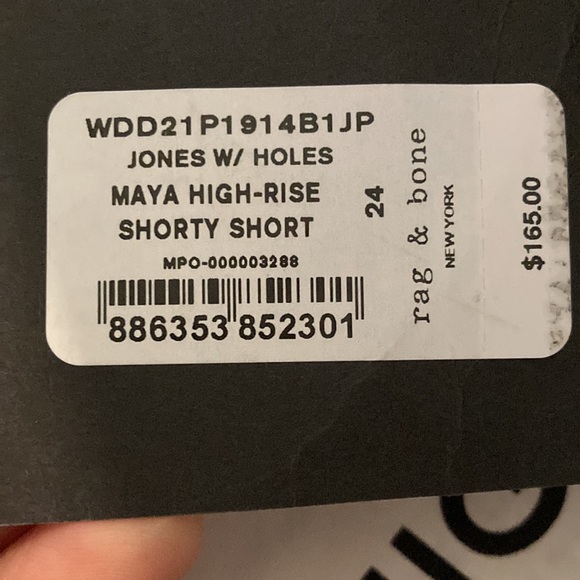 WDD21P1914B1JP
JONES W/ HOLES
MAYA HIGH-RISE
SHORTY SHORT
MPO-000003288
886353 852301
24
rag & bone
NEW YORK
$165.00